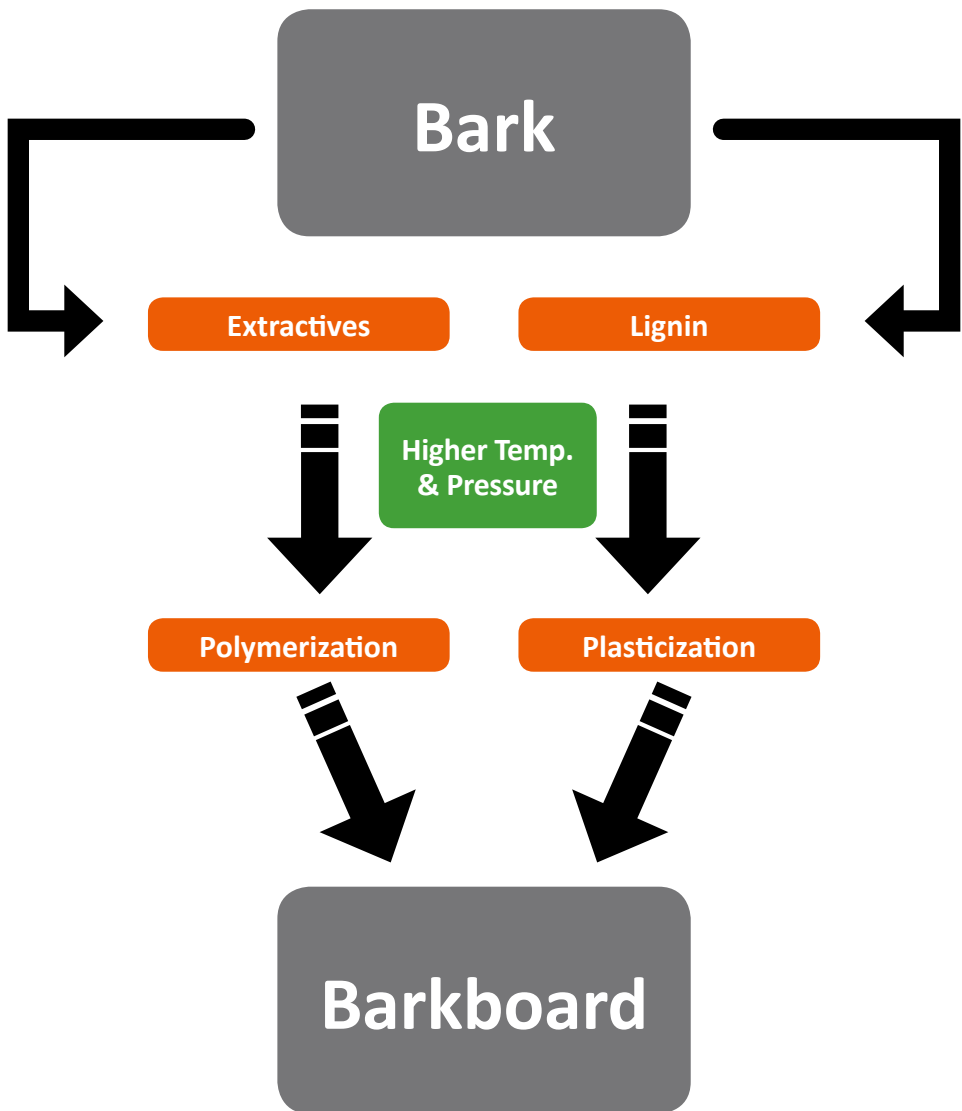 Bark
Extractives
Lignin
Higher Temp.
& Pressure
Polymerization
Plasticization
Barkboard